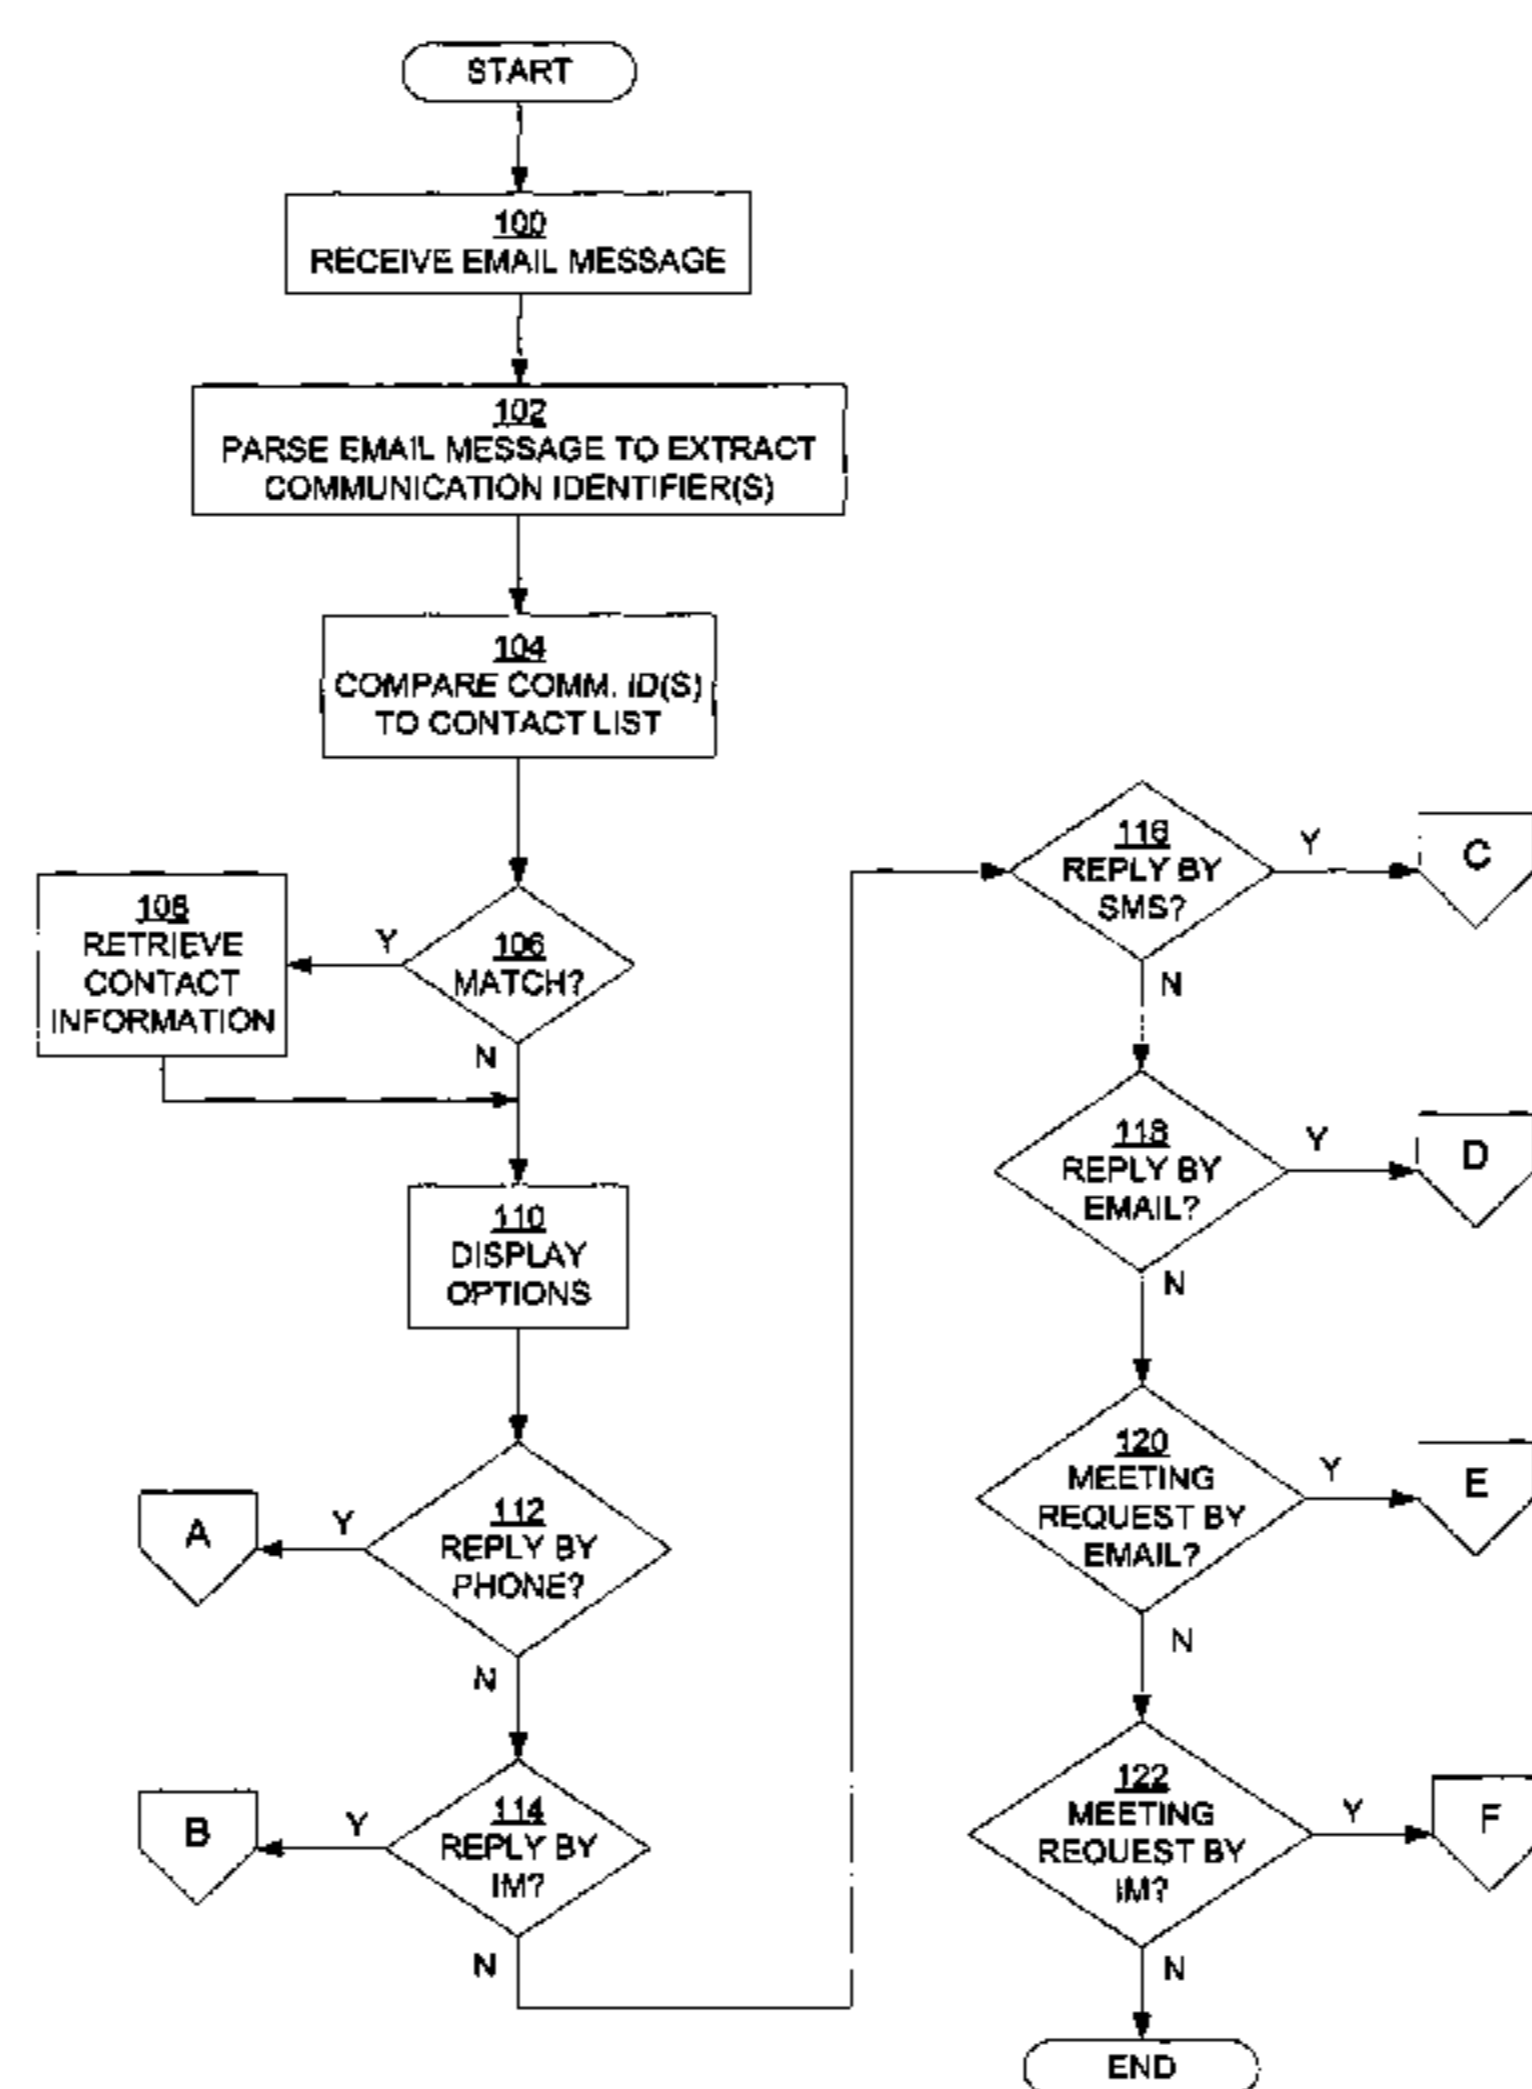 START
100
RECEIVE EMAIL MESSAGE
102
PARSE EMAIL MESSAGE TO EXTRACT
COMMUNICATION IDENTIFIER(S)
104
COMPARE COMM. ID(S)
TO CONTACT LIST
106
MATCH?
Y
N
108
RETRIEVE
CONTACT
INFORMATION
110
DISPLAY
OPTIONS
112
REPLY BY
PHONE?
Y
A
N
114
REPLY BY
IM?
Y
B
N
116
REPLY BY
SMS?
Y
C
N
118
REPLY BY
EMAIL?
Y
D
N
120
MEETING
REQUEST BY
EMAIL?
Y
E
N
122
MEETING
REQUEST BY
IM?
Y
F
N
END